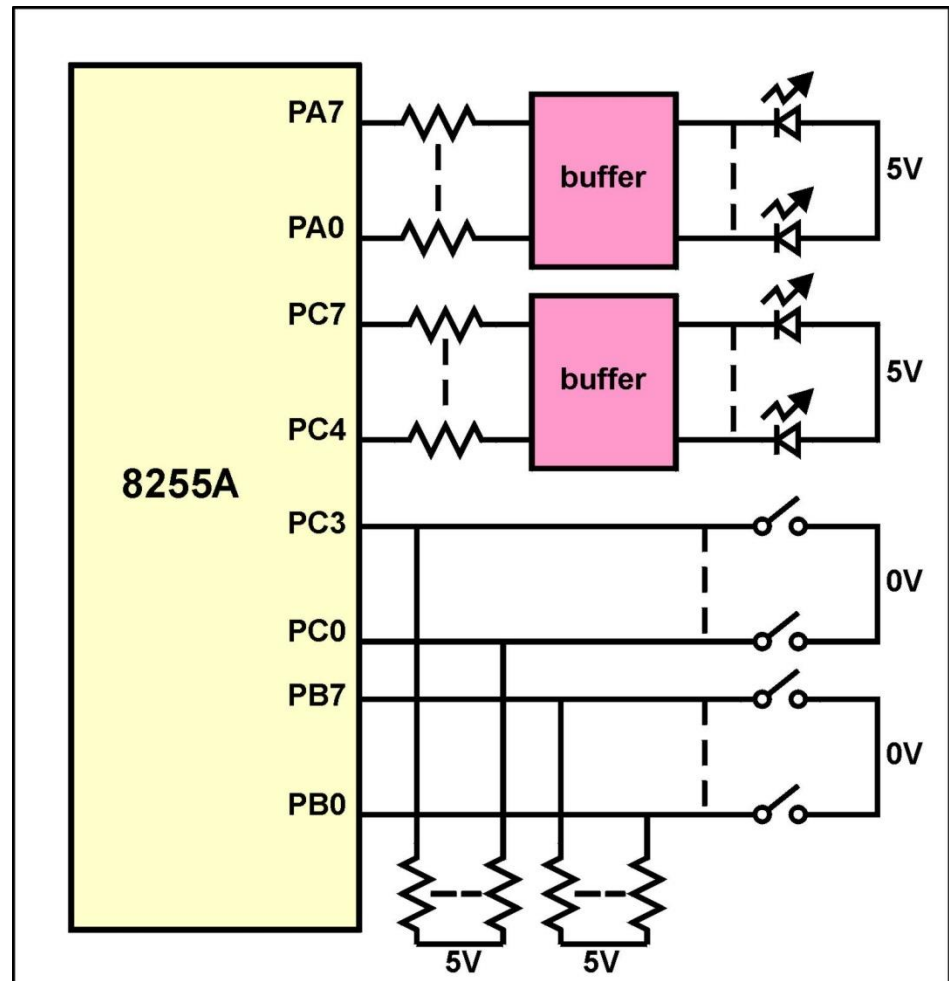 PA7
buffer
5V
PA0
PC7
buffer
5V
PC4
8255A
PC3
0V
PC0
PB7
0V
PB0
5V
5V